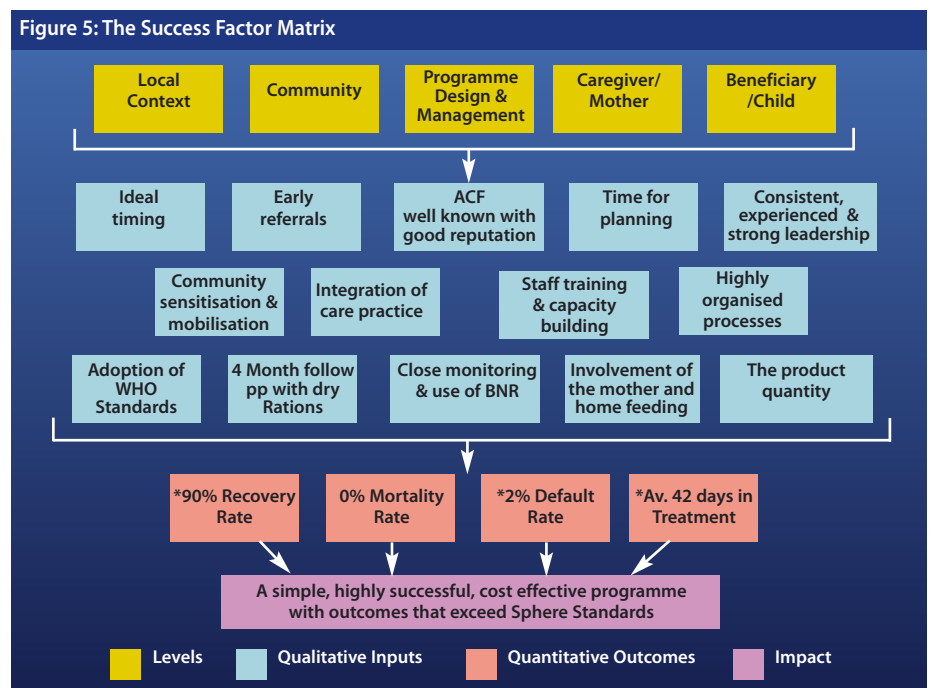 Figure 5: The Success Factor Matrix
Local
Context
Community
Programme
Design &
Management
Caregiver/
Mother
Beneficiary
/Child
Ideal
timing
Early
referrals
ACF
well known with
good reputation
Time for
planning
Consistent,
experienced &
strong leadership
Community
sensitisation &
mobilisation
Integration of
care practice
Staff training
& capacity
building
Highly
organised
processes
Adoption of
WHO
Standards
4 Month follow
pp with dry
Rations
Close monitoring
& use of BNR
Involvement of
the mother and
home feeding
The product
quantity
*90% Recovery
Rate
0% Mortality
Rate
*2% Default
Rate
*Av. 42 days in
Treatment
A simple, highly successful, cost effective programme
with outcomes that exceed Sphere Standards
Levels
Qualitative Inputs
Quantitative Outcomes
Impact